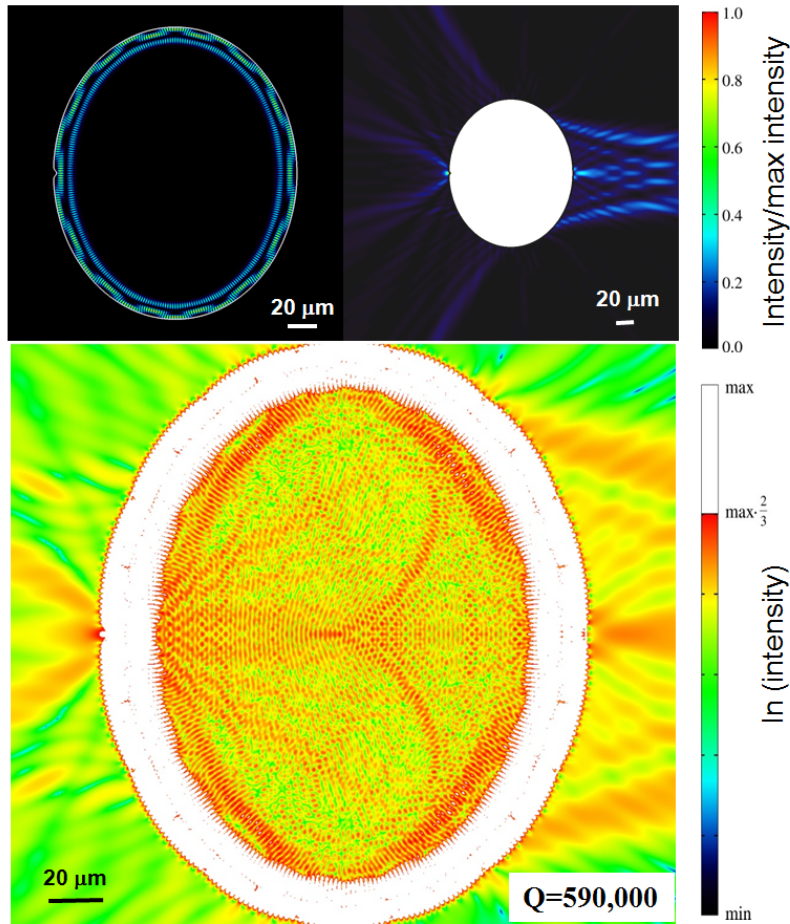 20 µm
20 µm
1.0
0.8
0.6
0.4
0.2
0.0
Intensity/max intensity
max
max·2/3
min
ln (intensity)
20 µm
Q=590,000